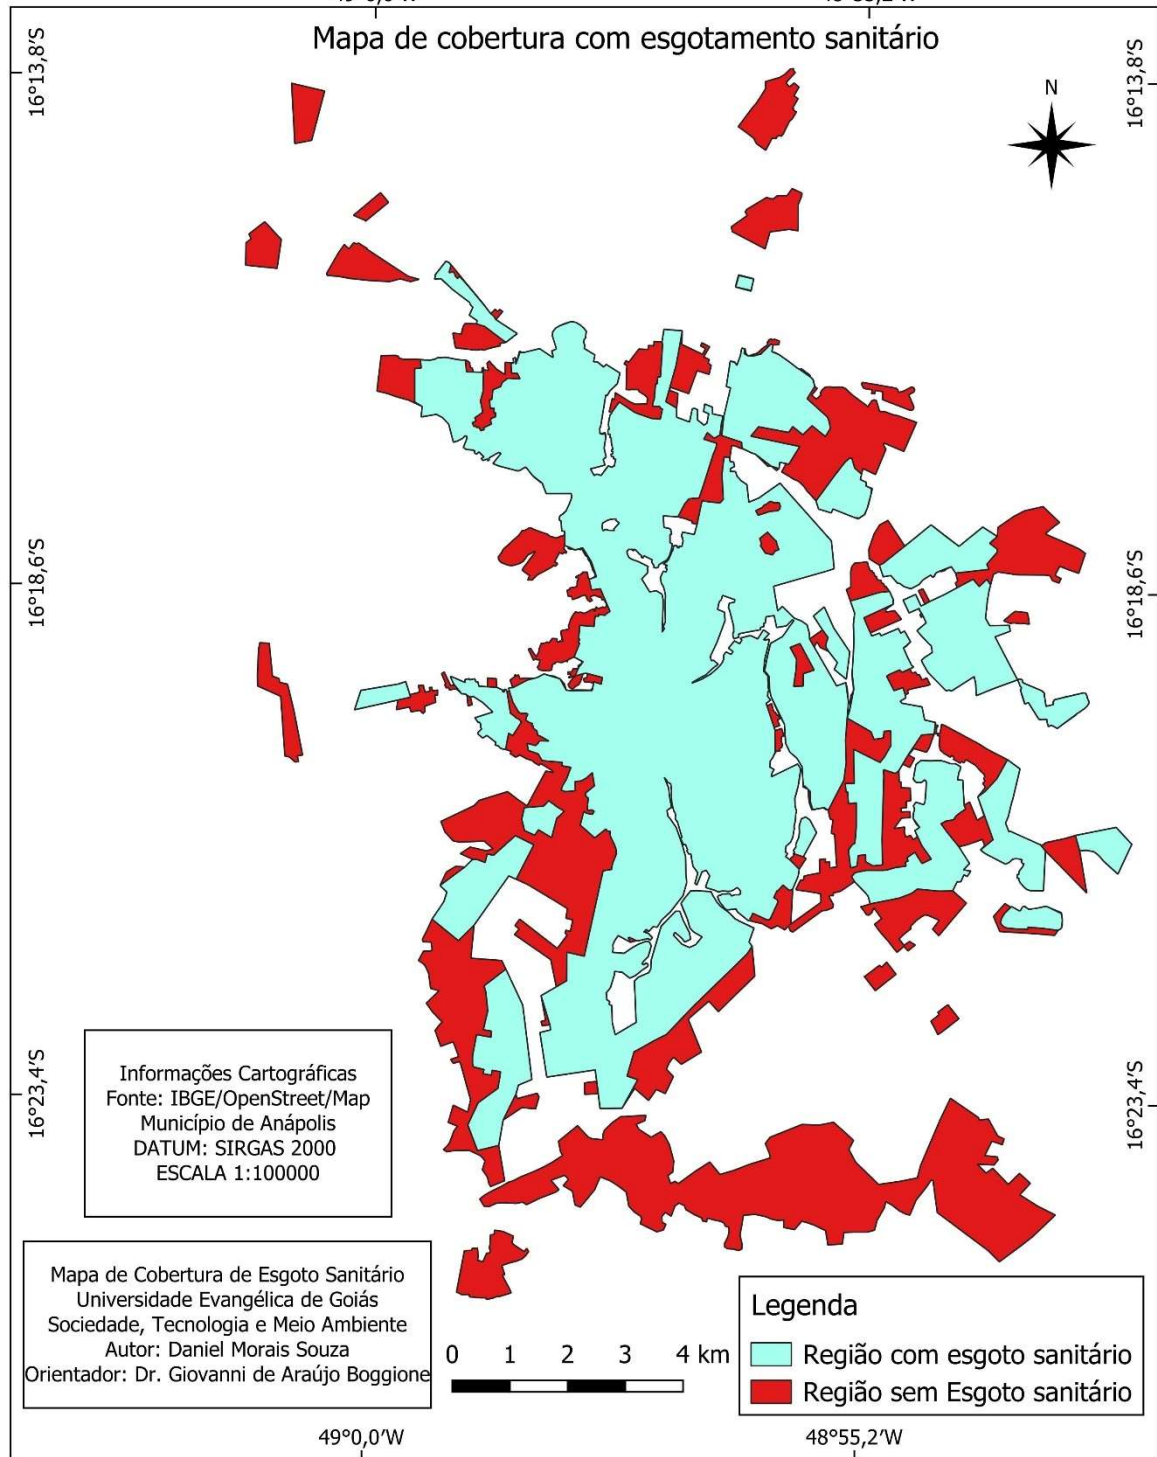 Mapa de cobertura com esgotamento sanitário
16°13,8'S
16°13,8'S
N
16°18,6'S
16°18,6'S
16°23,4'S
16°23,4'S
Informações Cartográficas
Fonte: IBGE/OpenStreet/Map
Município de Anápolis
DATUM: SIRGAS 2000
ESCALA 1:100000
Mapa de Cobertura de Esgoto Sanitário
Universidade Evangélica de Goiás
Sociedade, Tecnologia e Meio Ambiente
Autor: Daniel Morais Souza
Orientador: Dr. Giovanni de Araújo Boggione
0 1 2 3 4 km
Legenda
Região com esgoto sanitário
Região sem Esgoto sanitário
49°0,0'W
48°55,2'W